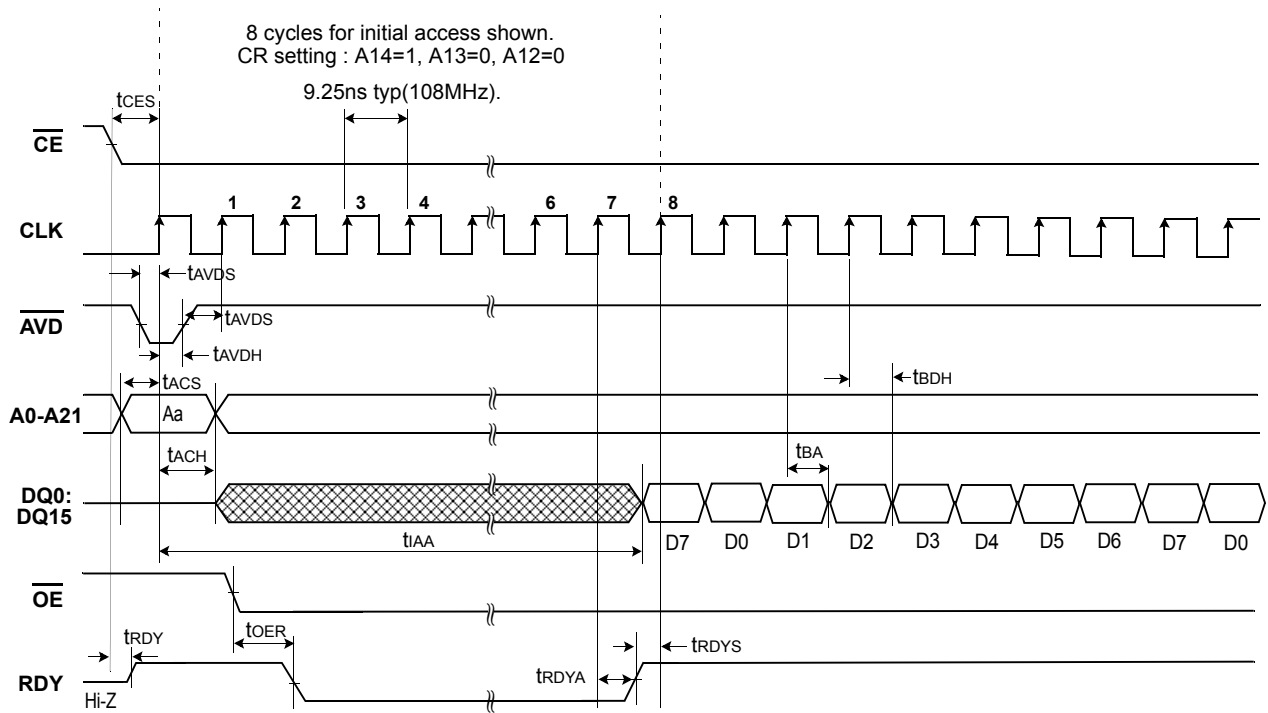 8 cycles for initial access shown.
CR setting : A14=1, A13=0, A12=0
9.25ns typ(108MHz).
tCES
CE
CLK
1 2 3 4 6 7 8
tAVDS
AVD
tAVDS
tAVDH
tACS
tBDH
A0-A21
Aa
tACH
tBA
DQ0:
DQ15
tIAA
D7 D0 D1 D2 D3 D4 D5 D6 D7 D0
OE
tRDY
tOER
tRDYS
tRDYA
RDY
Hi-Z